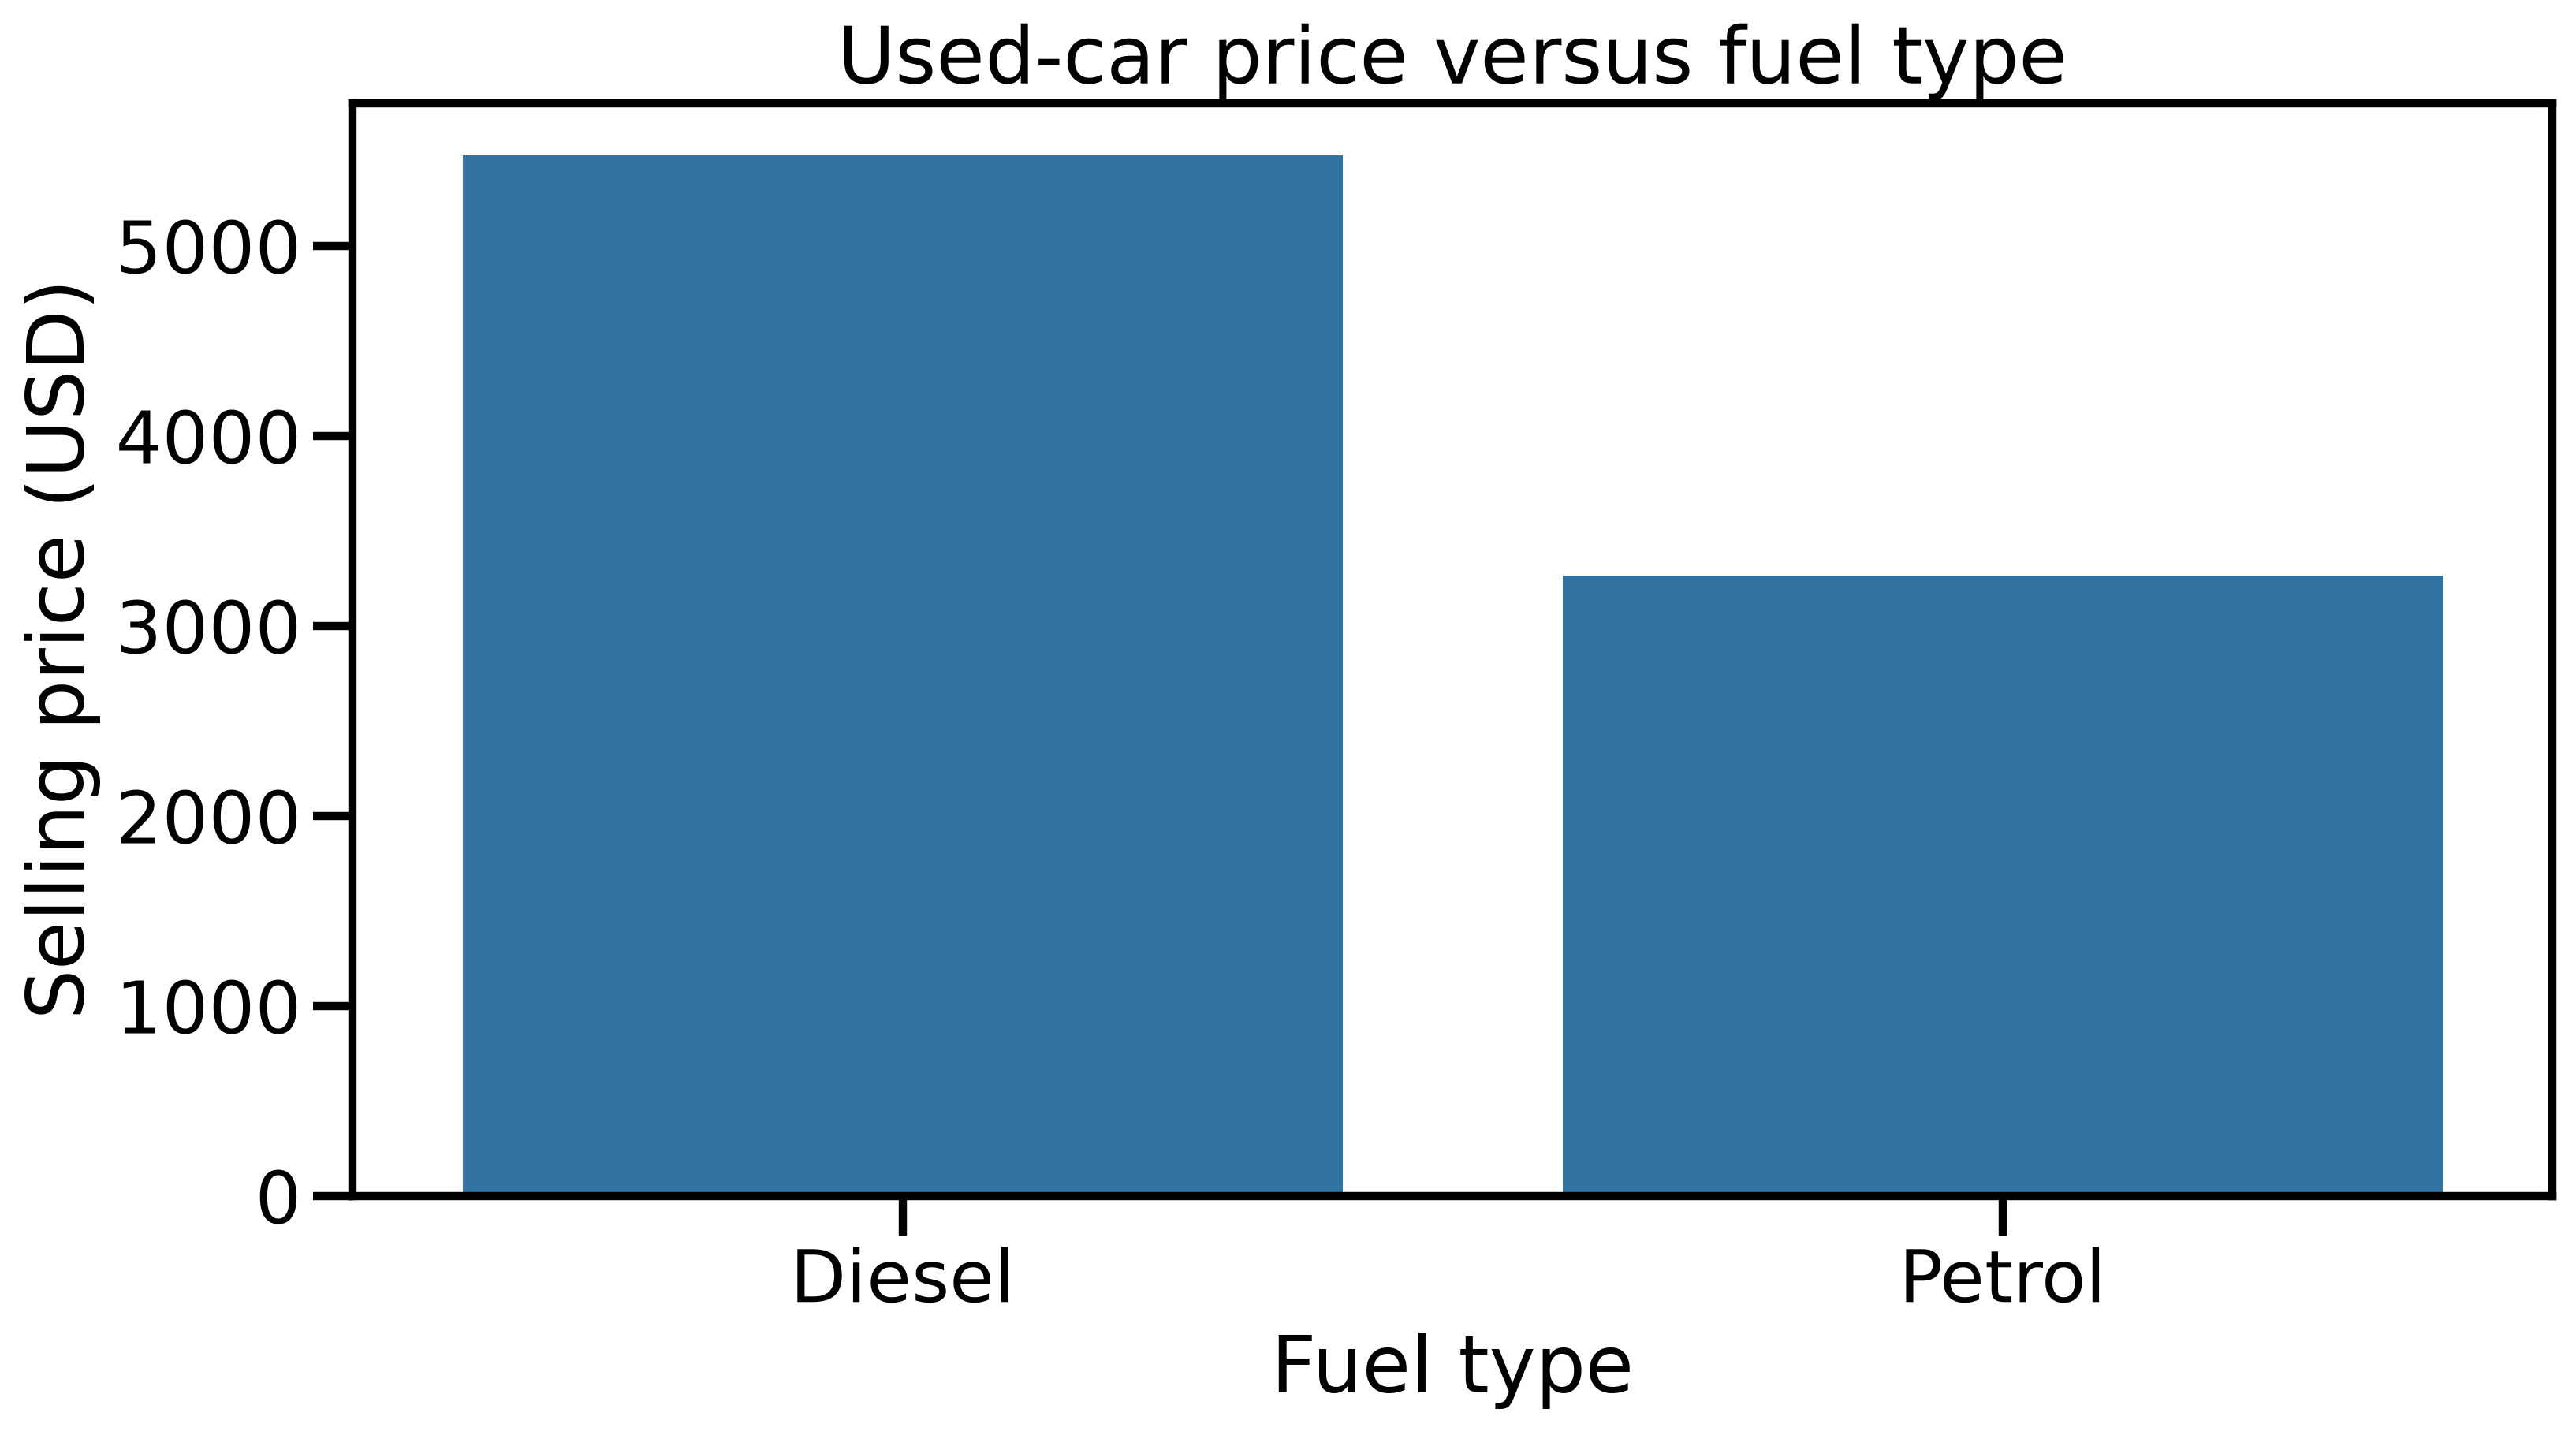 Used-car price versus fuel type
Selling price (USD)
5000
4000
3000
2000
1000
0
Diesel
Petrol
Fuel type